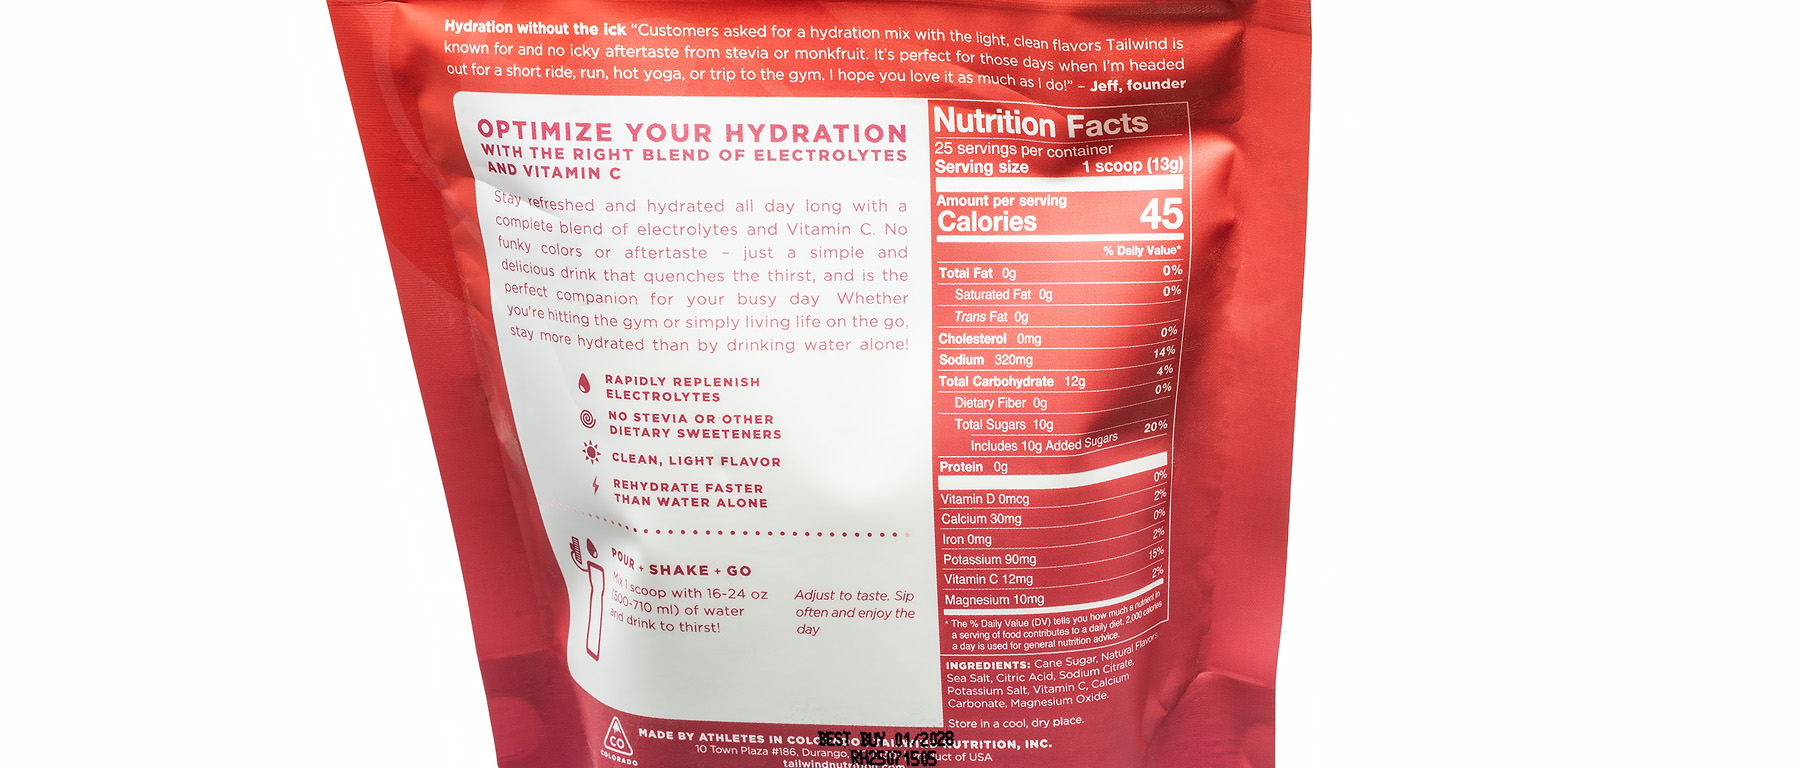 Hydration without the ick “Customers asked for a hydration mix with the light, clean flavors Tailwind is
known for and no icky aftertaste from stevia or monkfruit. It’s perfect for those days when I’m headed
out for a short ride, run, hot yoga, or trip to the gym. I hope you love it as much as I do!” – Jeff, founder
OPTIMIZE YOUR HYDRATION
WITH THE RIGHT BLEND OF ELECTROLYTES
AND VITAMIN C
Stay refreshed and hydrated all day long with a
complete blend of electrolytes and Vitamin C. No
funky colors or aftertaste – just a simple and
delicious drink that quenches the thirst, and is the
perfect companion for your busy day Whether
you're hitting the gym or simply living life on the go,
stay more hydrated than by drinking water alone!
RAPIDLY REPLENISH
ELECTROLYTES
NO STEVIA OR OTHER
DIETARY SWEETENERS
CLEAN, LIGHT FLAVOR
REHYDRATE FASTER
THAN WATER ALONE
POUR + SHAKE + GO
Mix 1 scoop with 16-24 oz
(500-710 ml) of water
and drink to thirst!
Adjust to taste. Sip
often and enjoy the
day
Nutrition Facts
25 servings per container
Serving size 1 scoop (13g)
Amount per serving
Calories 45
% Daily Value*
Total Fat 0g 0%
Saturated Fat 0g 0%
Trans Fat 0g
Cholesterol 0mg 0%
Sodium 320mg 14%
Total Carbohydrate 12g 4%
Dietary Fiber 0g 0%
Total Sugars 10g
Includes 10g Added Sugars 20%
Protein 0g
Vitamin D 0mcg 0%
Calcium 30mg 2%
Iron 0mg 0%
Potassium 90mg 2%
Vitamin C 12mg 15%
Magnesium 10mg 2%
* The % Daily Value (DV) tells you how much a nutrient in
a serving of food contributes to a daily diet. 2,000 calories
a day is used for general nutrition advice.
INGREDIENTS: Cane Sugar, Natural Flavors,
Sea Salt, Citric Acid, Sodium Citrate,
Potassium Salt, Vitamin C, Calcium
Carbonate, Magnesium Oxide.
Store in a cool, dry place.
CO
COLORADO
MADE BY ATHLETES IN COLORADO TAILWIND NUTRITION, INC.
10 Town Plaza #186, Durango, Product of USA
tailwindnutrition.com
BEST BUY 01/2028
RH25071505